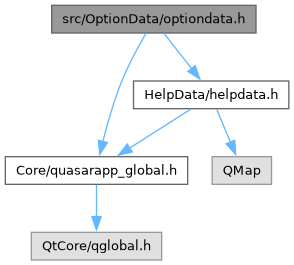 src/OptionData/optiondata.h
HelpData/helpdata.h
Core/quasarapp_global.h
QMap
QtCore/qglobal.h